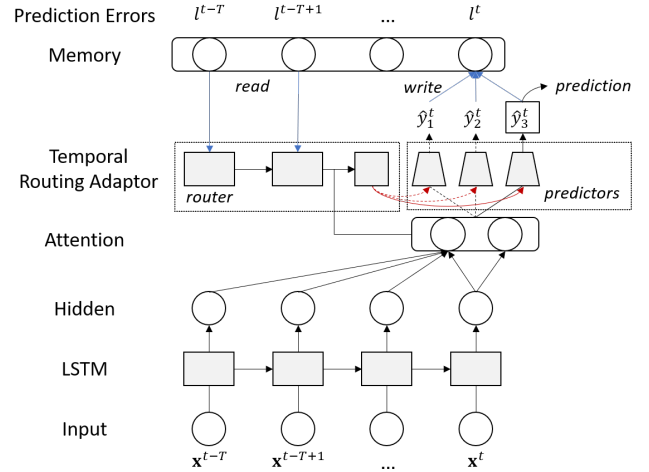 Prediction Errors l^{t-T} l^{t-T+1} ... l^t
Memory
read write prediction
ŷ_1^t ŷ_2^t ŷ_3^t
Temporal
Routing Adaptor
router predictors
Attention
Hidden
LSTM
Input
x^{t-T} x^{t-T+1} ... x^t